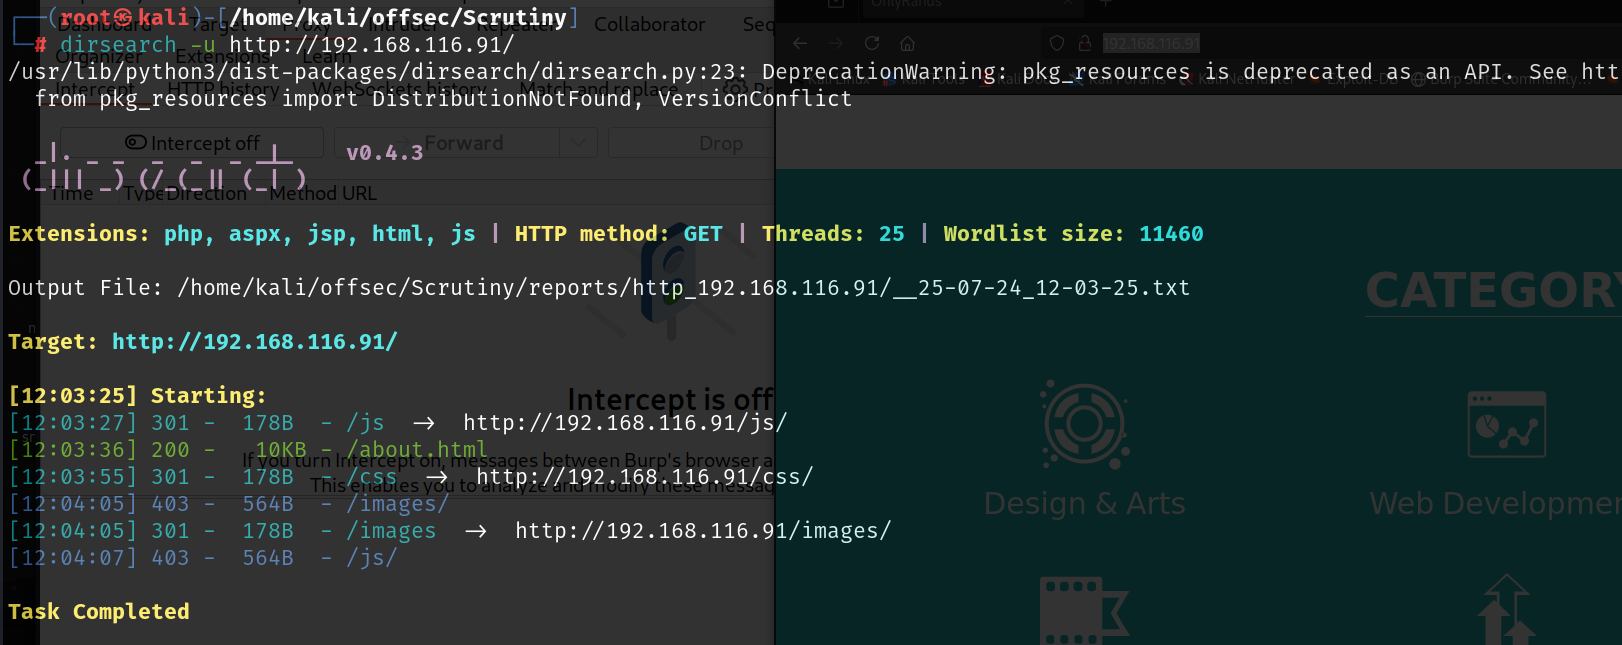 ┌──(root㉿kali)-[/home/kali/offsec/Scrutiny]
└─# dirsearch -u http://192.168.116.91/
/usr/lib/python3/dist-packages/dirsearch/dirsearch.py:23: DeprecationWarning: pkg_resources is deprecated as an API. See htt
from pkg_resources import DistributionNotFound, VersionConflict
_|. _ _  _  _  _ _|_    v0.4.3
(_||| _) (/_(_|| (_| )
Extensions: php, aspx, jsp, html, js | HTTP method: GET | Threads: 25 | Wordlist size: 11460
Output File: /home/kali/offsec/Scrutiny/reports/http_192.168.116.91/__25-07-24_12-03-25.txt
Target: http://192.168.116.91/
[12:03:25] Starting:
[12:03:27] 301 -  178B  - /js  ->  http://192.168.116.91/js/
[12:03:36] 200 -   10KB - /about.html
[12:03:55] 301 -  178B  - /css  ->  http://192.168.116.91/css/
[12:04:05] 403 -  564B  - /images/
[12:04:05] 301 -  178B  - /images  ->  http://192.168.116.91/images/
[12:04:07] 403 -  564B  - /js/
Task Completed
Dashboard Target Proxy Intruder Repeater Collaborator Seq
Organizer Extensions Learn
Intercept HTTP history WebSockets history Match and replace
Intercept off Forward Drop
Time Type Direction Method URL
Intercept is off
If you turn Intercept on, messages between Burp's browser a
This enables you to analyze and modify these messag
OnlyRands
192.168.116.91
CATEGORY
Design & Arts
Web Developmen